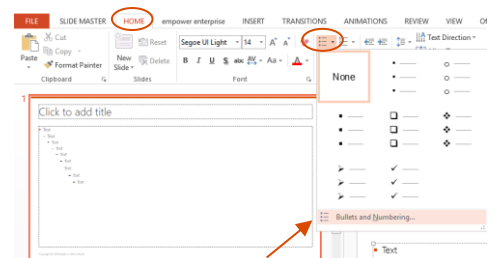 FILE SLIDE MASTER HOME empower enterprise INSERT TRANSITIONS ANIMATIONS REVIEW VIEW
Cut
Copy
Format Painter
Paste
Clipboard
New
Slide
Reset
Delete
Slides
Segoe UI Light 14 A A
B I U S abc AV Aa A
Font
Text Direction
None
Bullets and Numbering...
1
Click to add title
Text
Text
Text
Text
Text
Text
Text
Text
Text